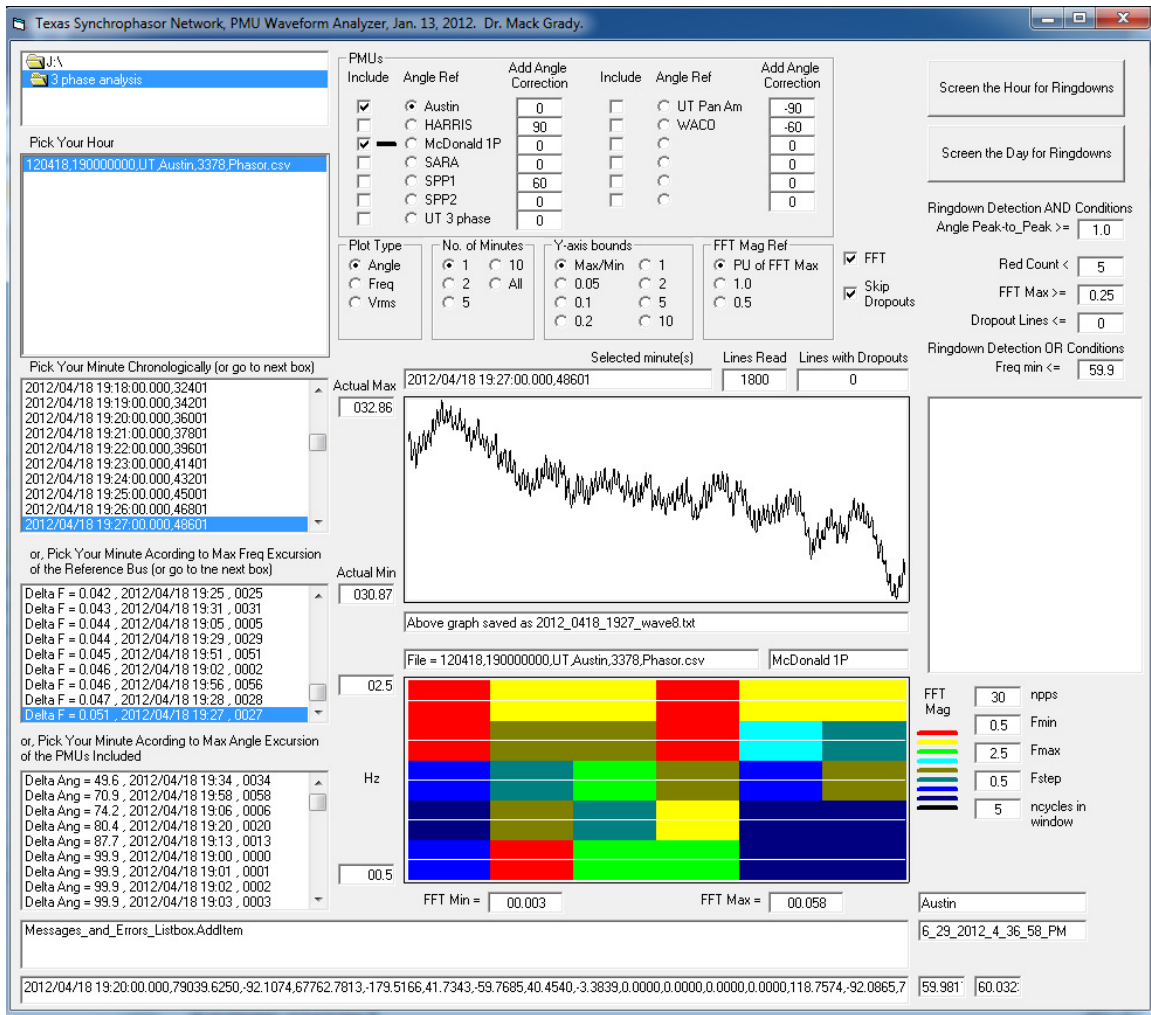 Texas Synchrophasor Network, PMU Waveform Analyzer, Jan. 13, 2012. Dr. Mack Grady.
J:\
3 phase analysis
Pick Your Hour
120418,190000000,UT,Austin,3378,Phasor.csv
PMUs
Include Angle Ref Add Angle Correction Include Angle Ref Add Angle Correction
Austin 0 UT Pan Am -90
HARRIS 90 WACO -60
McDonald 1P 0 0
SARA 0 0
SPP1 60 0
SPP2 0 0
UT 3 phase 0
Screen the Hour for Ringdowns
Screen the Day for Ringdowns
Ringdown Detection AND Conditions
Angle Peak-to_Peak >= 1.0
Red Count < 5
FFT Max >= 0.25
Dropout Lines <= 0
Ringdown Detection OR Conditions
Freq min <= 59.9
Plot Type
Angle
Freq
Vrms
No. of Minutes
1 10
2 All
5
Y-axis bounds
Max/Min 1
0.05 2
0.1 5
0.2 10
FFT Mag Ref
PU of FFT Max
1.0
0.5
FFT
Skip Dropouts
Pick Your Minute Chronologically (or go to next box)
2012/04/18 19:18:00.000,32401
2012/04/18 19:19:00.000,34201
2012/04/18 19:20:00.000,36001
2012/04/18 19:21:00.000,37801
2012/04/18 19:22:00.000,39601
2012/04/18 19:23:00.000,41401
2012/04/18 19:24:00.000,43201
2012/04/18 19:25:00.000,45001
2012/04/18 19:26:00.000,46801
2012/04/18 19:27:00.000,48601
Selected minute(s) Lines Read Lines with Dropouts
2012/04/18 19:27:00.000,48601 1800 0
Actual Max
032.86
Actual Min
030.87
Above graph saved as 2012_0418_1927_wave8.txt
or, Pick Your Minute Acording to Max Freq Excursion
of the Reference Bus (or go to tne next box)
Delta F = 0.042 , 2012/04/18 19:25 , 0025
Delta F = 0.043 , 2012/04/18 19:31 , 0031
Delta F = 0.044 , 2012/04/18 19:05 , 0005
Delta F = 0.044 , 2012/04/18 19:29 , 0029
Delta F = 0.045 , 2012/04/18 19:51 , 0051
Delta F = 0.046 , 2012/04/18 19:02 , 0002
Delta F = 0.046 , 2012/04/18 19:56 , 0056
Delta F = 0.047 , 2012/04/18 19:28 , 0028
Delta F = 0.051 , 2012/04/18 19:27 , 0027
or, Pick Your Minute Acording to Max Angle Excursion
of the PMUs Included
Delta Ang = 49.6 , 2012/04/18 19:34 , 0034
Delta Ang = 70.9 , 2012/04/18 19:58 , 0058
Delta Ang = 74.2 , 2012/04/18 19:06 , 0006
Delta Ang = 80.4 , 2012/04/18 19:20 , 0020
Delta Ang = 87.7 , 2012/04/18 19:13 , 0013
Delta Ang = 99.9 , 2012/04/18 19:00 , 0000
Delta Ang = 99.9 , 2012/04/18 19:01 , 0001
Delta Ang = 99.9 , 2012/04/18 19:02 , 0002
Delta Ang = 99.9 , 2012/04/18 19:03 , 0003
File = 120418,190000000,UT,Austin,3378,Phasor.csv McDonald 1P
02.5
Hz
00.5
FFT Min = 00.003 FFT Max = 00.058
FFT Mag
30 npps
0.5 Fmin
2.5 Fmax
0.5 Fstep
5 ncycles in window
Austin
6_29_2012_4_36_58_PM
Messages_and_Errors_Listbox.AddItem
2012/04/18 19:20:00.000,79039.6250,-92.1074,67762.7813,-179.5166,41.7343,-59.7685,40.4540,-3.3839,0.0000,0.0000,0.0000,0.0000,118.7574,-92.0865,7
59.981 60.032